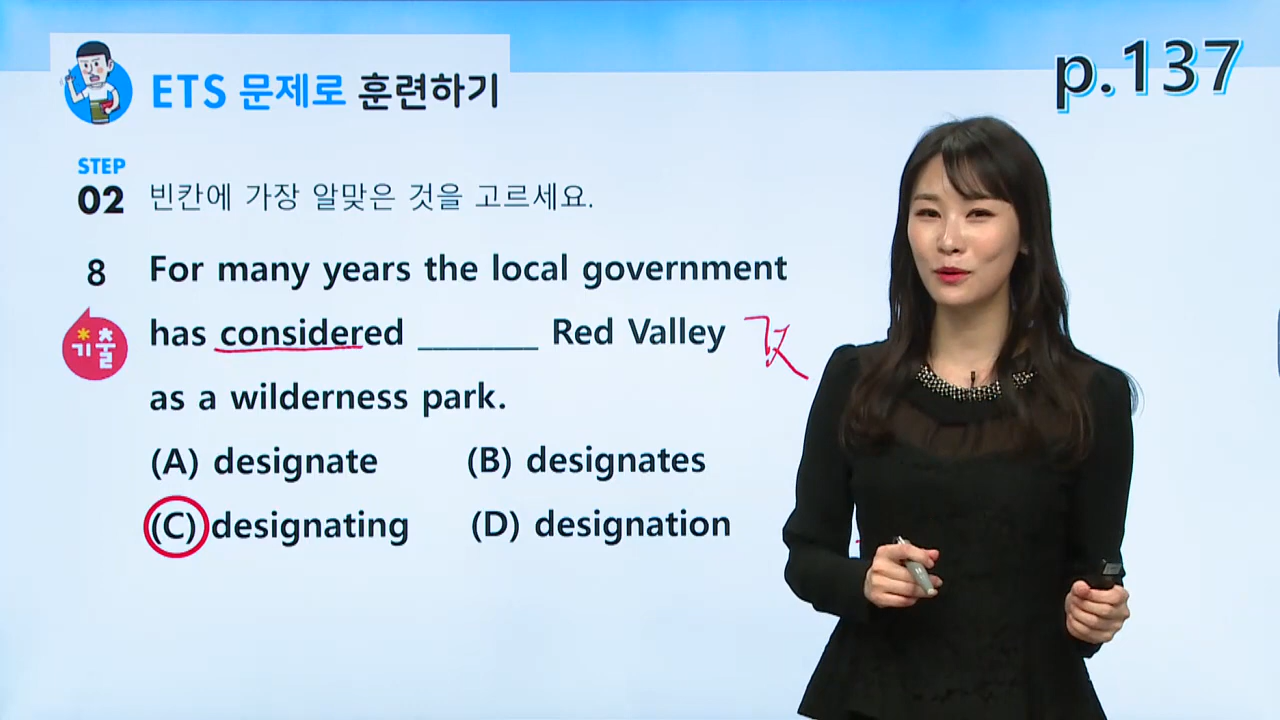 ETS 문제로 훈련하기
p.137
STEP
02 빈칸에 가장 알맞은 것을 고르세요.
8 For many years the local government
*기출
has considered ______ Red Valley
as a wilderness park.
(A) designate (B) designates
(C) designating (D) designation